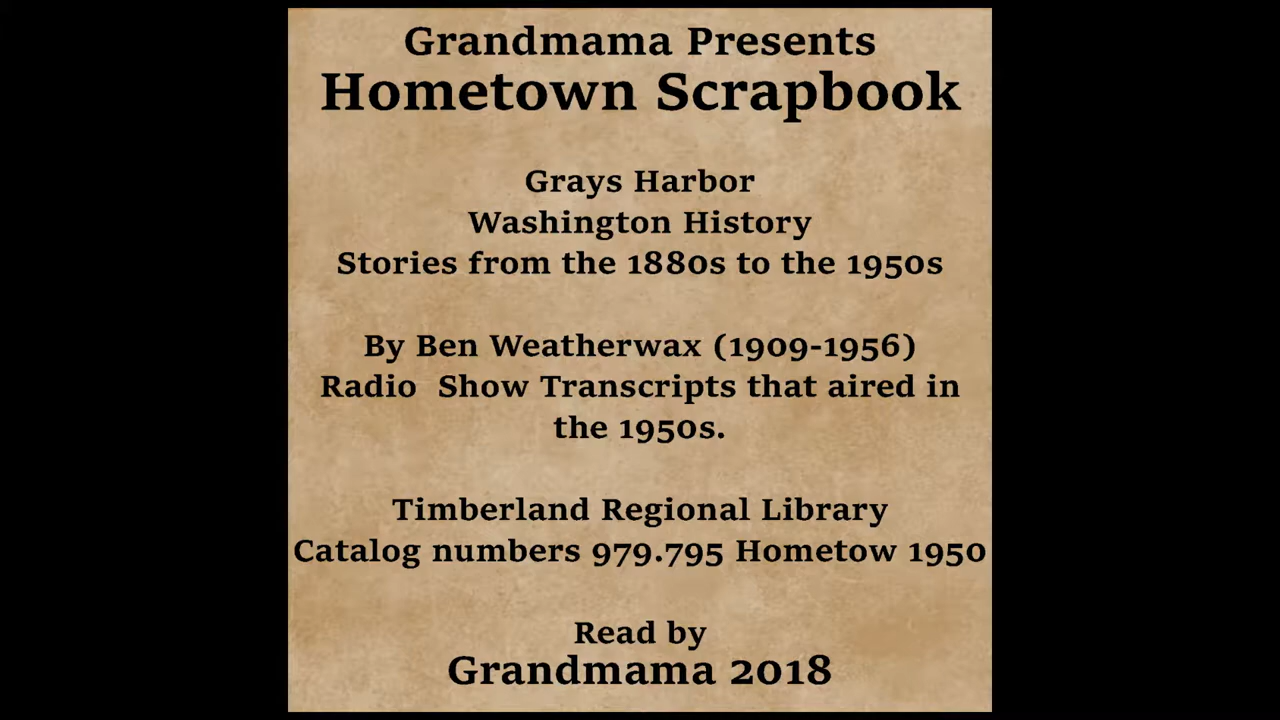 Grandmama Presents
Hometown Scrapbook
Grays Harbor
Washington History
Stories from the 1880s to the 1950s
By Ben Weatherwax (1909-1956)
Radio  Show Transcripts that aired in
the 1950s.
Timberland Regional Library
Catalog numbers 979.795 Hometow 1950
Read by
Grandmama 2018